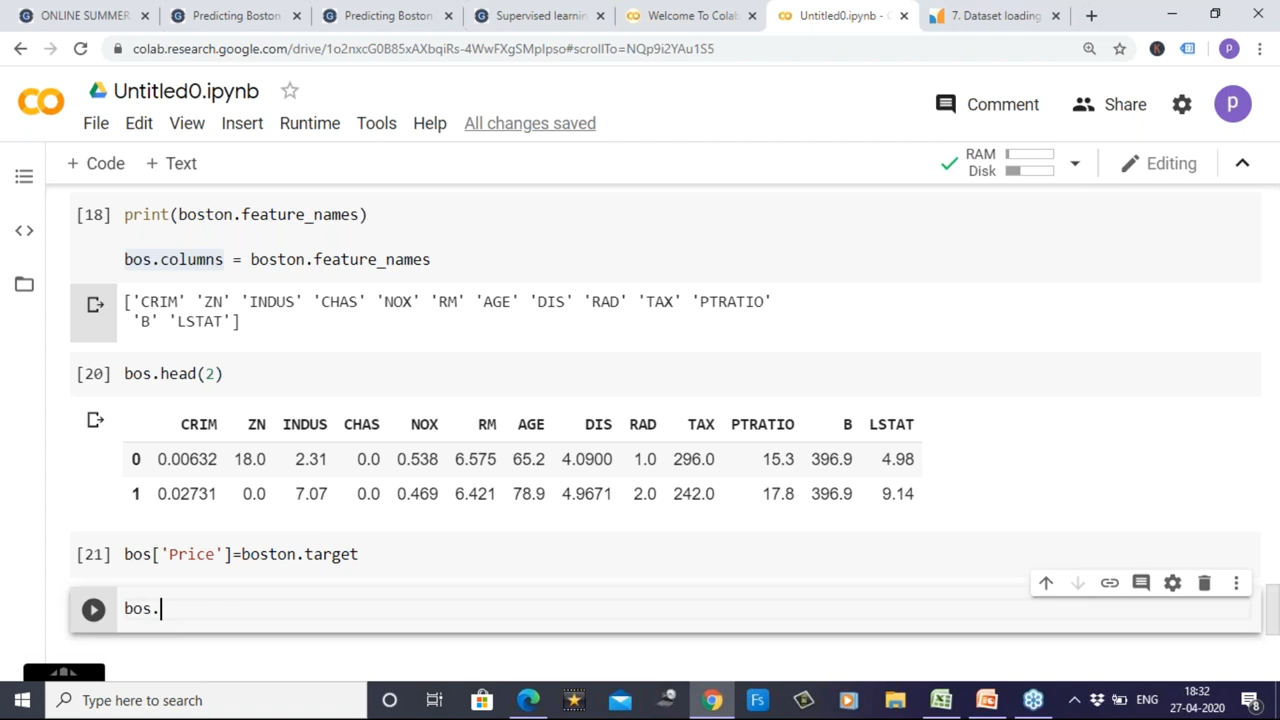 ONLINE SUMMER
Predicting Boston
Predicting Boston
Supervised learnin
Welcome To Colab
Untitled0.ipynb - C
7. Dataset loading
colab.research.google.com/drive/1o2nxcG0B85xAXbqiRs-4WwFXgSMpIpso#scrollTo=NQp9i2YAu1S5
K
p
CO
Untitled0.ipynb
Comment
Share
p
File Edit View Insert Runtime Tools Help All changes saved
+ Code + Text
RAM
Disk
Editing
[18] print(boston.feature_names)
bos.columns = boston.feature_names
['CRIM' 'ZN' 'INDUS' 'CHAS' 'NOX' 'RM' 'AGE' 'DIS' 'RAD' 'TAX' 'PTRATIO'
'B' 'LSTAT']
[20] bos.head(2)
CRIM ZN INDUS CHAS NOX RM AGE DIS RAD TAX PTRATIO B LSTAT
0 0.00632 18.0 2.31 0.0 0.538 6.575 65.2 4.0900 1.0 296.0 15.3 396.9 4.98
1 0.02731 0.0 7.07 0.0 0.469 6.421 78.9 4.9671 2.0 242.0 17.8 396.9 9.14
[21] bos['Price']=boston.target
bos.
Type here to search
Fs
ENG
18:32
27-04-2020
8